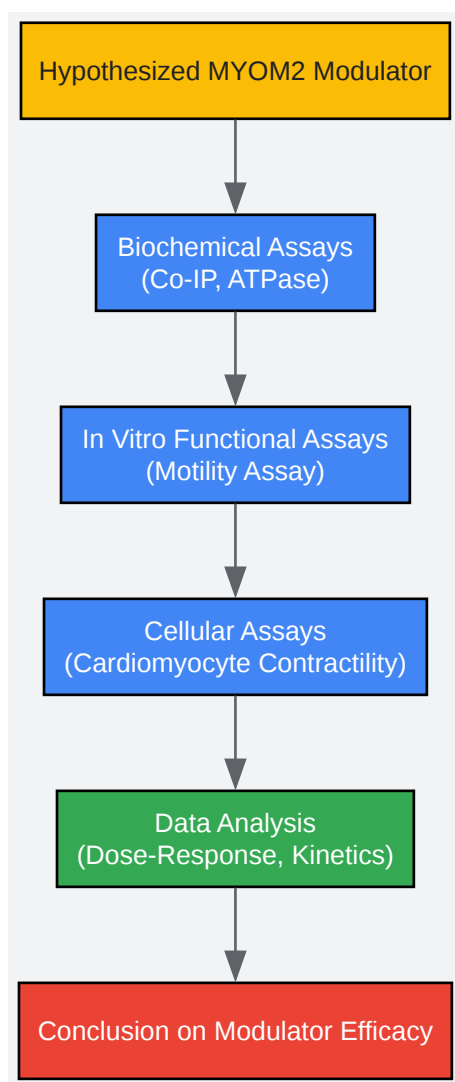 Hypothesized MYOM2 Modulator
Biochemical Assays
(Co-IP, ATPase)
In Vitro Functional Assays
(Motility Assay)
Cellular Assays
(Cardiomyocyte Contractility)
Data Analysis
(Dose-Response, Kinetics)
Conclusion on Modulator Efficacy